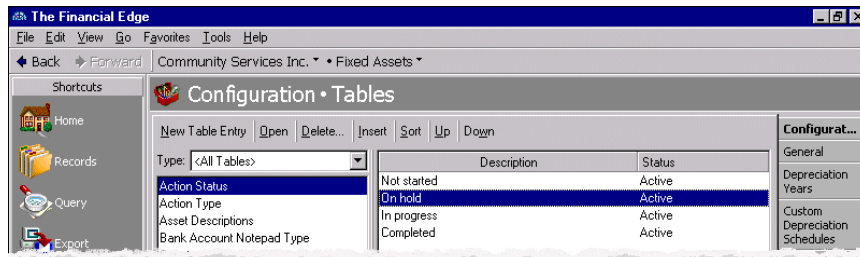 The Financial Edge
File Edit View Go Favorites Tools Help
Back Forward Community Services Inc. • Fixed Assets
Shortcuts
Configuration • Tables
Home
New Table Entry Open Delete... Insert Sort Up Down
Configurat...
Records
Type: <All Tables>
Description Status
General
Action Status
Not started Active
Depreciation
Years
Query
Action Type
On hold Active
Asset Descriptions
In progress Active
Custom
Depreciation
Schedules
Export
Bank Account Notepad Type
Completed Active